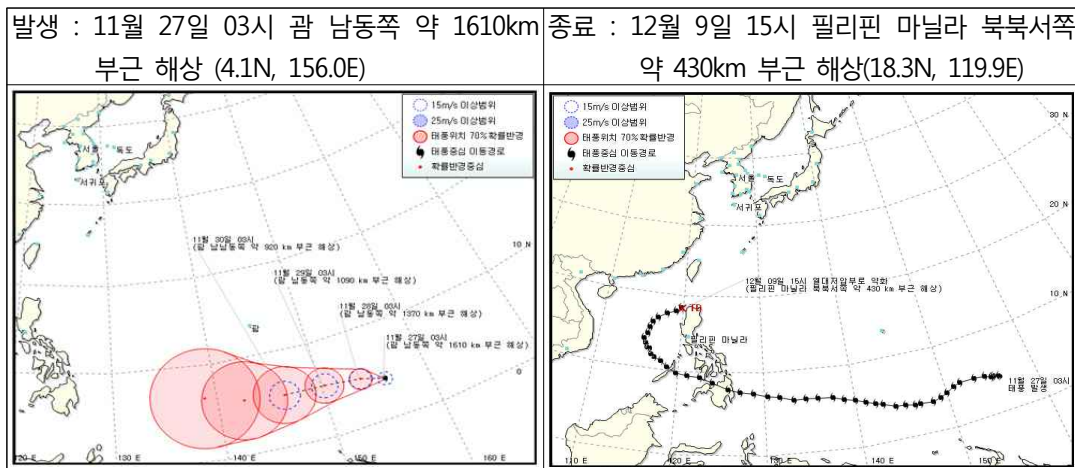 발생 : 11월 27일 03시 괌 남동쪽 약 1610km
부근 해상 (4.1N, 156.0E)
종료 : 12월 9일 15시 필리핀 마닐라 북북서쪽
약 430km 부근 해상(18.3N, 119.9E)
15m/s 이상범위
25m/s 이상범위
태풍위치 70%확률반경
태풍중심 이동경로
확률반경중심
서울
독도
서귀포
11월 30일 03시
(괌 남남동쪽 약 920 km 부근 해상)
11월 29일 03시
(괌 남동쪽 약 1090 km 부근 해상)
11월 28일 03시
(괌 남동쪽 약 1370 km 부근 해상)
11월 27일 03시
(괌 남동쪽 약 1610 km 부근 해상)
괌
10 N
0
120 E
130 E
140 E
150 E
160 E
15m/s 이상범위
25m/s 이상범위
태풍위치 70%확률반경
태풍중심 이동경로
확률반경중심
서울
독도
서귀포
30 N
20 N
10 N
0
12월 09일 15시 열대저압부로 약화
(필리핀 마닐라 북북서쪽 약 430 km 부근 해상)
TD
필리핀 마닐라
11월 27일 03시
태풍 발생
120 E
130 E
140 E
150 E